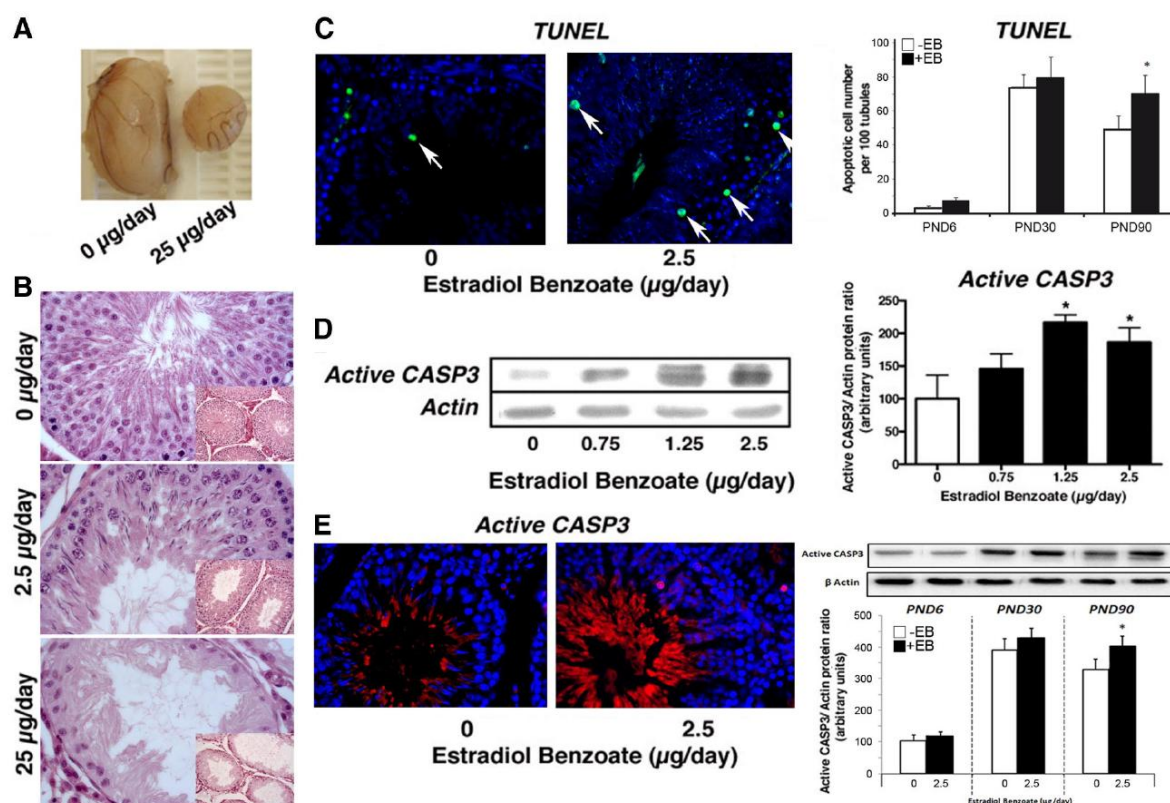 A
0 µg/day
25 µg/day
B
0 µg/day
2.5 µg/day
25 µg/day
C
TUNEL
0
2.5
Estradiol Benzoate (µg/day)
TUNEL
-EB
+EB
Apoptotic cell number
per 100 tubules
100
80
60
40
20
0
*
PND6
PND30
PND90
D
Active CASP3
Actin
0
0.75
1.25
2.5
Estradiol Benzoate (µg/day)
Active CASP3
Active CASP3/ Actin protein ratio
(arbitrary units)
250
200
150
100
50
0
*
*
0
0.75
1.25
2.5
Estradiol Benzoate (µg/day)
E
Active CASP3
0
2.5
Estradiol Benzoate (µg/day)
Active CASP3
β Actin
PND6
PND30
PND90
-EB
+EB
*
Active CASP3/ Actin protein ratio
(arbitrary units)
500
400
300
200
100
0
0
2.5
0
2.5
0
2.5
Estradiol Benzoate (µg/day)